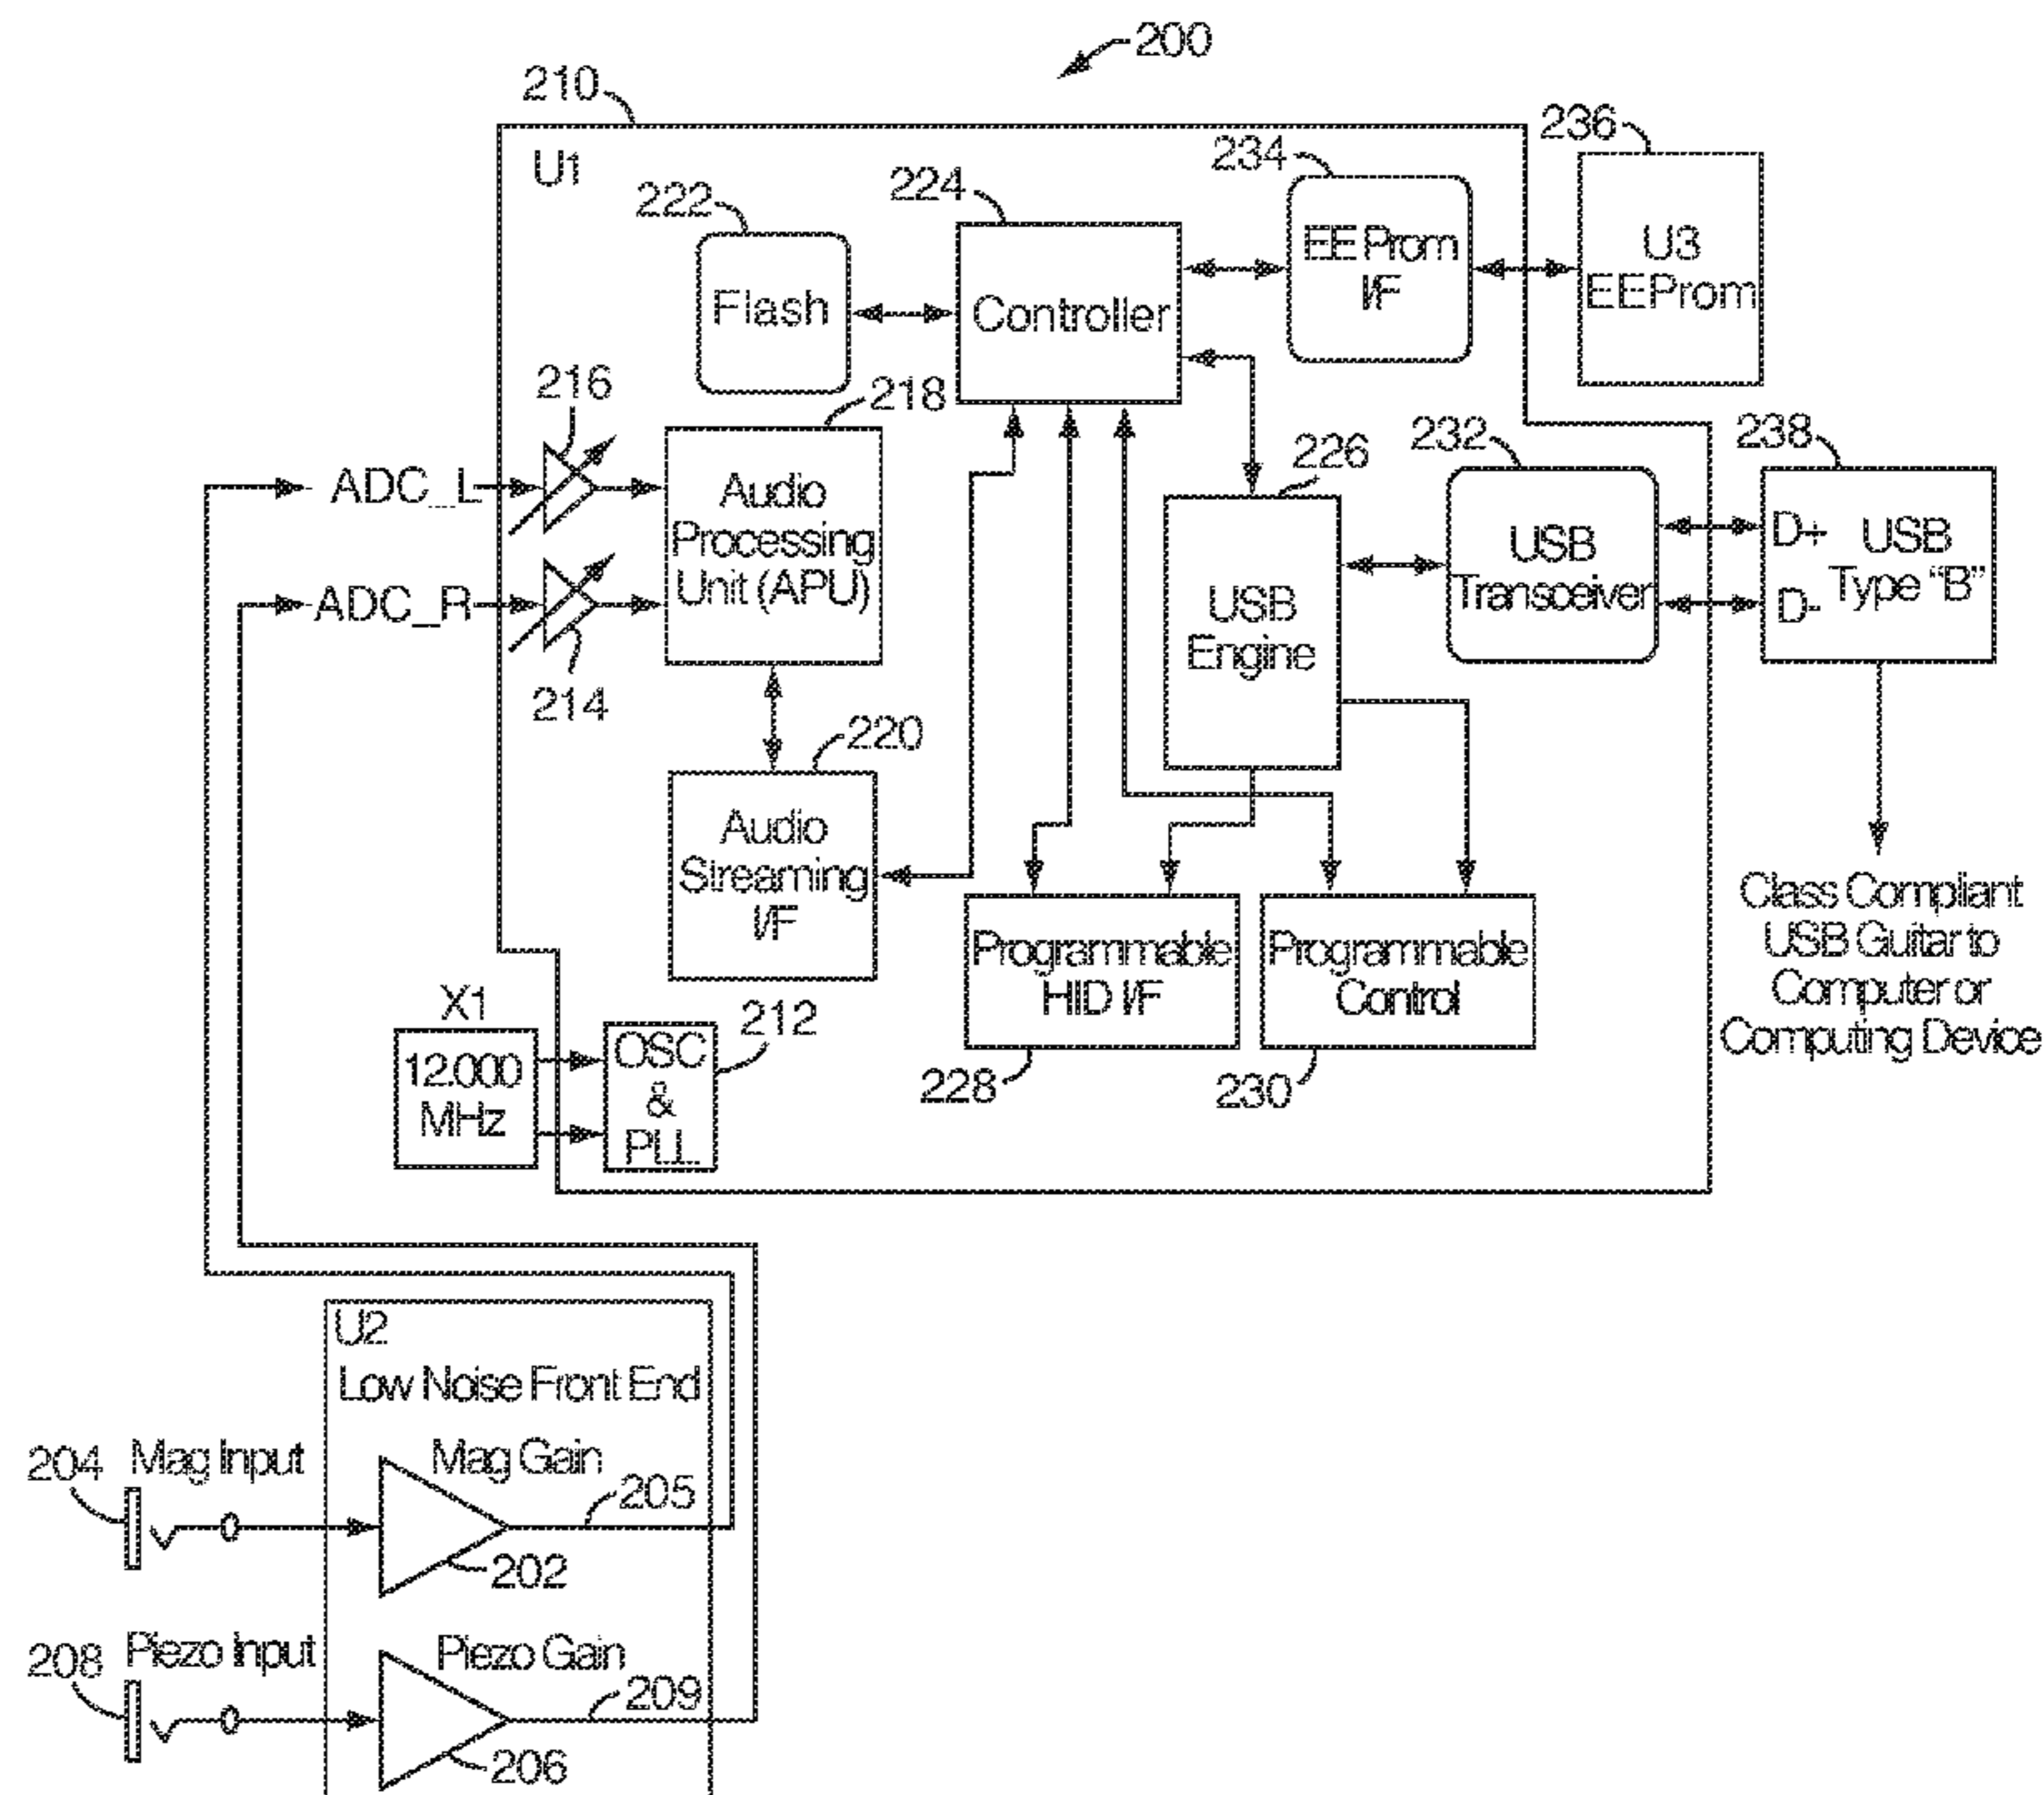 200
210
236
U1
234
222
224
EEProm
I/F
U3
EEProm
Flash
Controller
216
218
232
238
226
ADC_L
Audio
Processing
Unit (APU)
D+
USB
Type "B"
D-
USB
Transceiver
ADC_R
USB
Engine
214
220
Audio
Streaming
I/F
Class Compliant
USB Guitar to
Computer or
Computing Device
Programmable
HID I/F
Programmable
Control
X1
212
12.000
MHz
OSC
&
PLL
228
230
U2
Low Noise Front End
204
Mag Input
Mag Gain
205
202
208
Piezo Input
Piezo Gain
209
206